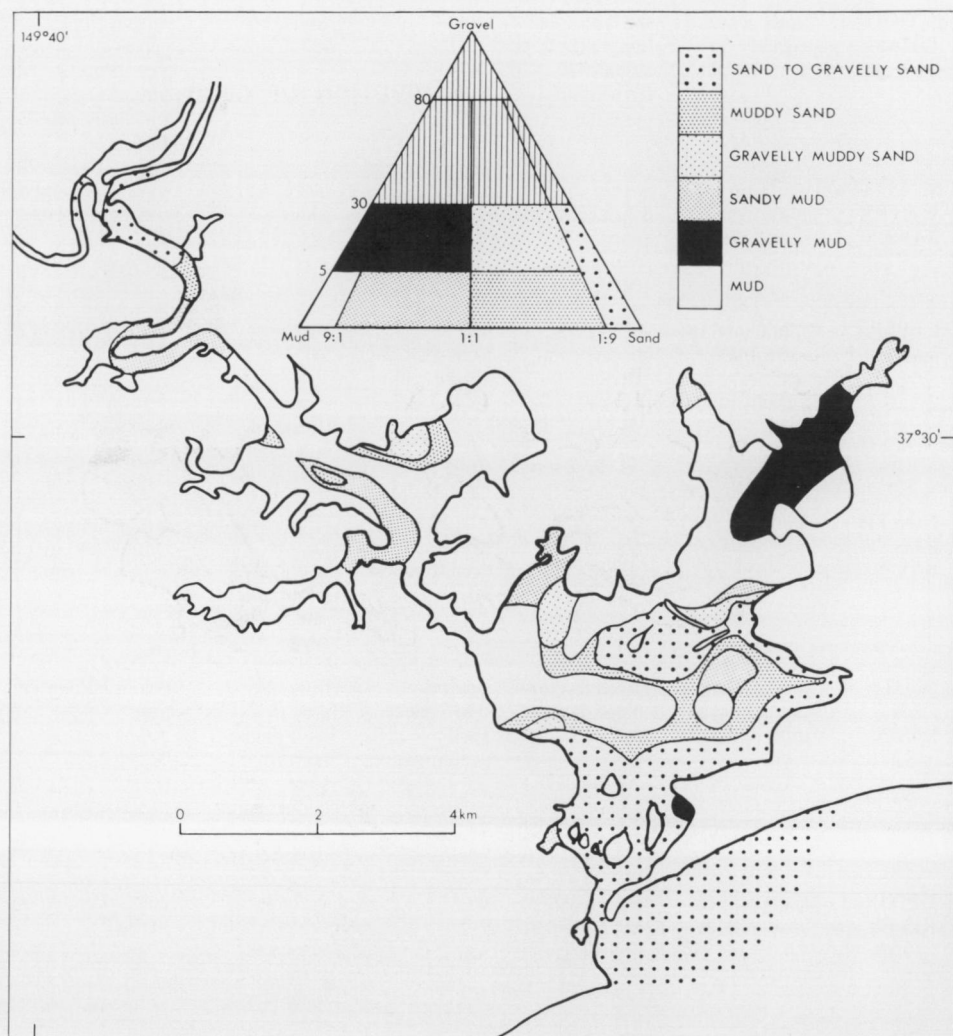 149°40'
Gravel
80
30
5
Mud 9:1 1:1 1:9 Sand
SAND TO GRAVELLY SAND
MUDDY SAND
GRAVELLY MUDDY SAND
SANDY MUD
GRAVELLY MUD
MUD
37°30'
0 2 4km